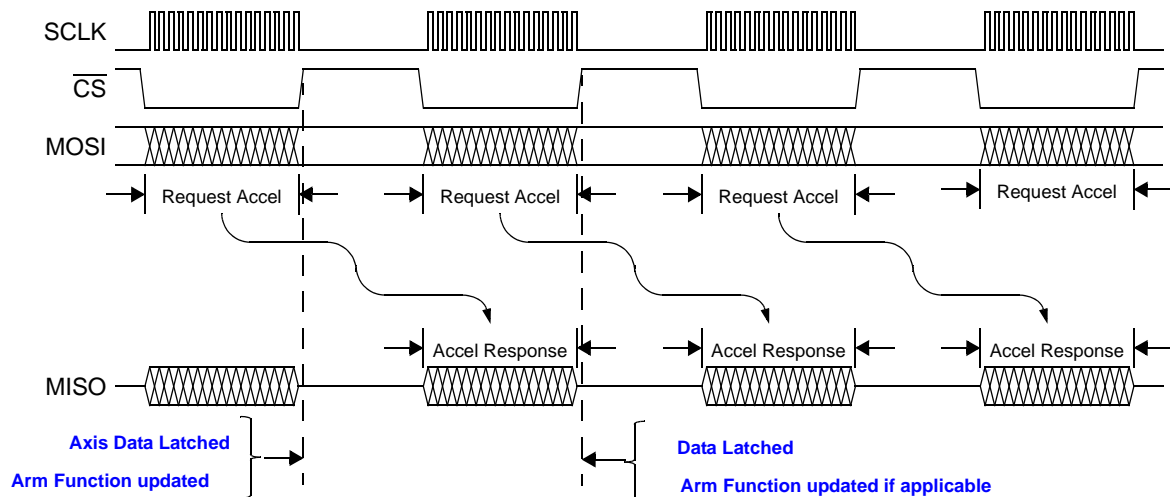 SCLK
CS
MOSI
Request Accel
Request Accel
Request Accel
Request Accel
Accel Response
Accel Response
Accel Response
MISO
Axis Data Latched
Arm Function updated
Data Latched
Arm Function updated if applicable